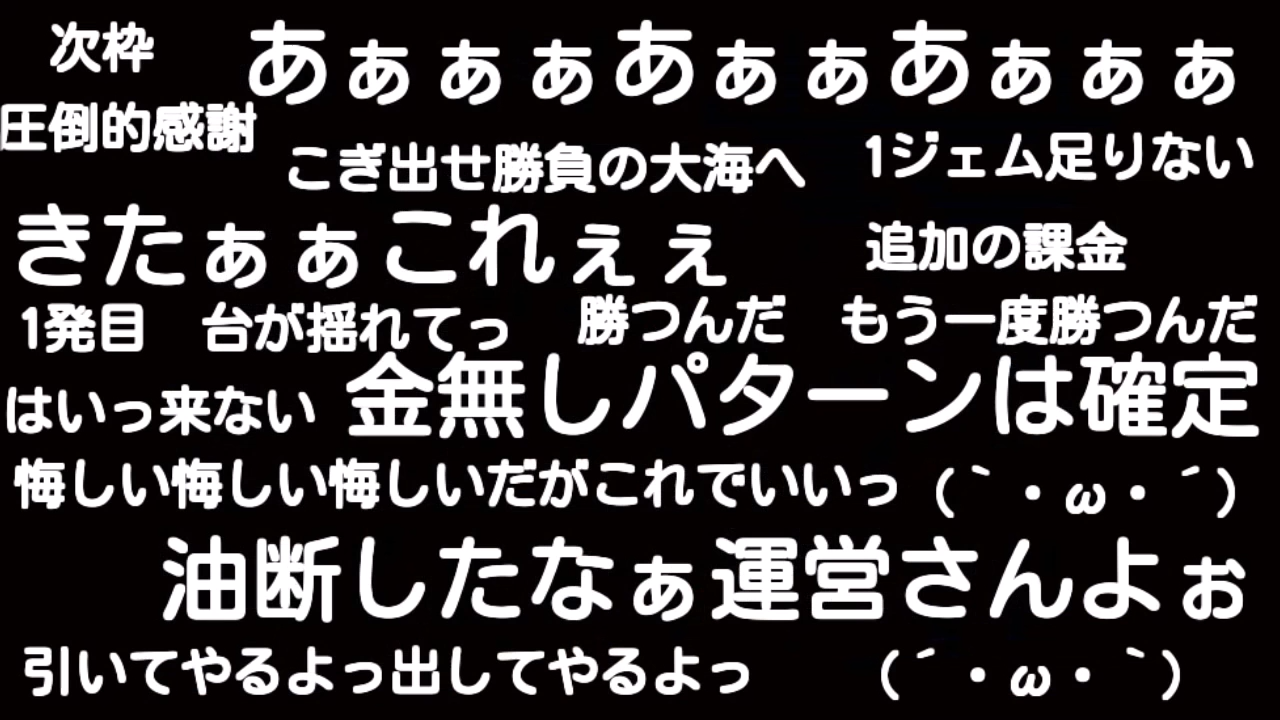 次枠
あぁぁぁあぁぁあぁぁぁ
圧倒的感謝
こぎ出せ勝負の大海へ
1ジェム足りない
きたぁぁこれぇぇ
追加の課金
1発目 台が揺れてっ
勝つんだ もう一度勝つんだ
はいっ来ない
金無しパターンは確定
悔しい悔しい悔しいだがこれでいいっ
(｀・ω・´)
油断したなぁ運営さんよぉ
引いてやるよっ出してやるよっ
(´・ω・｀)